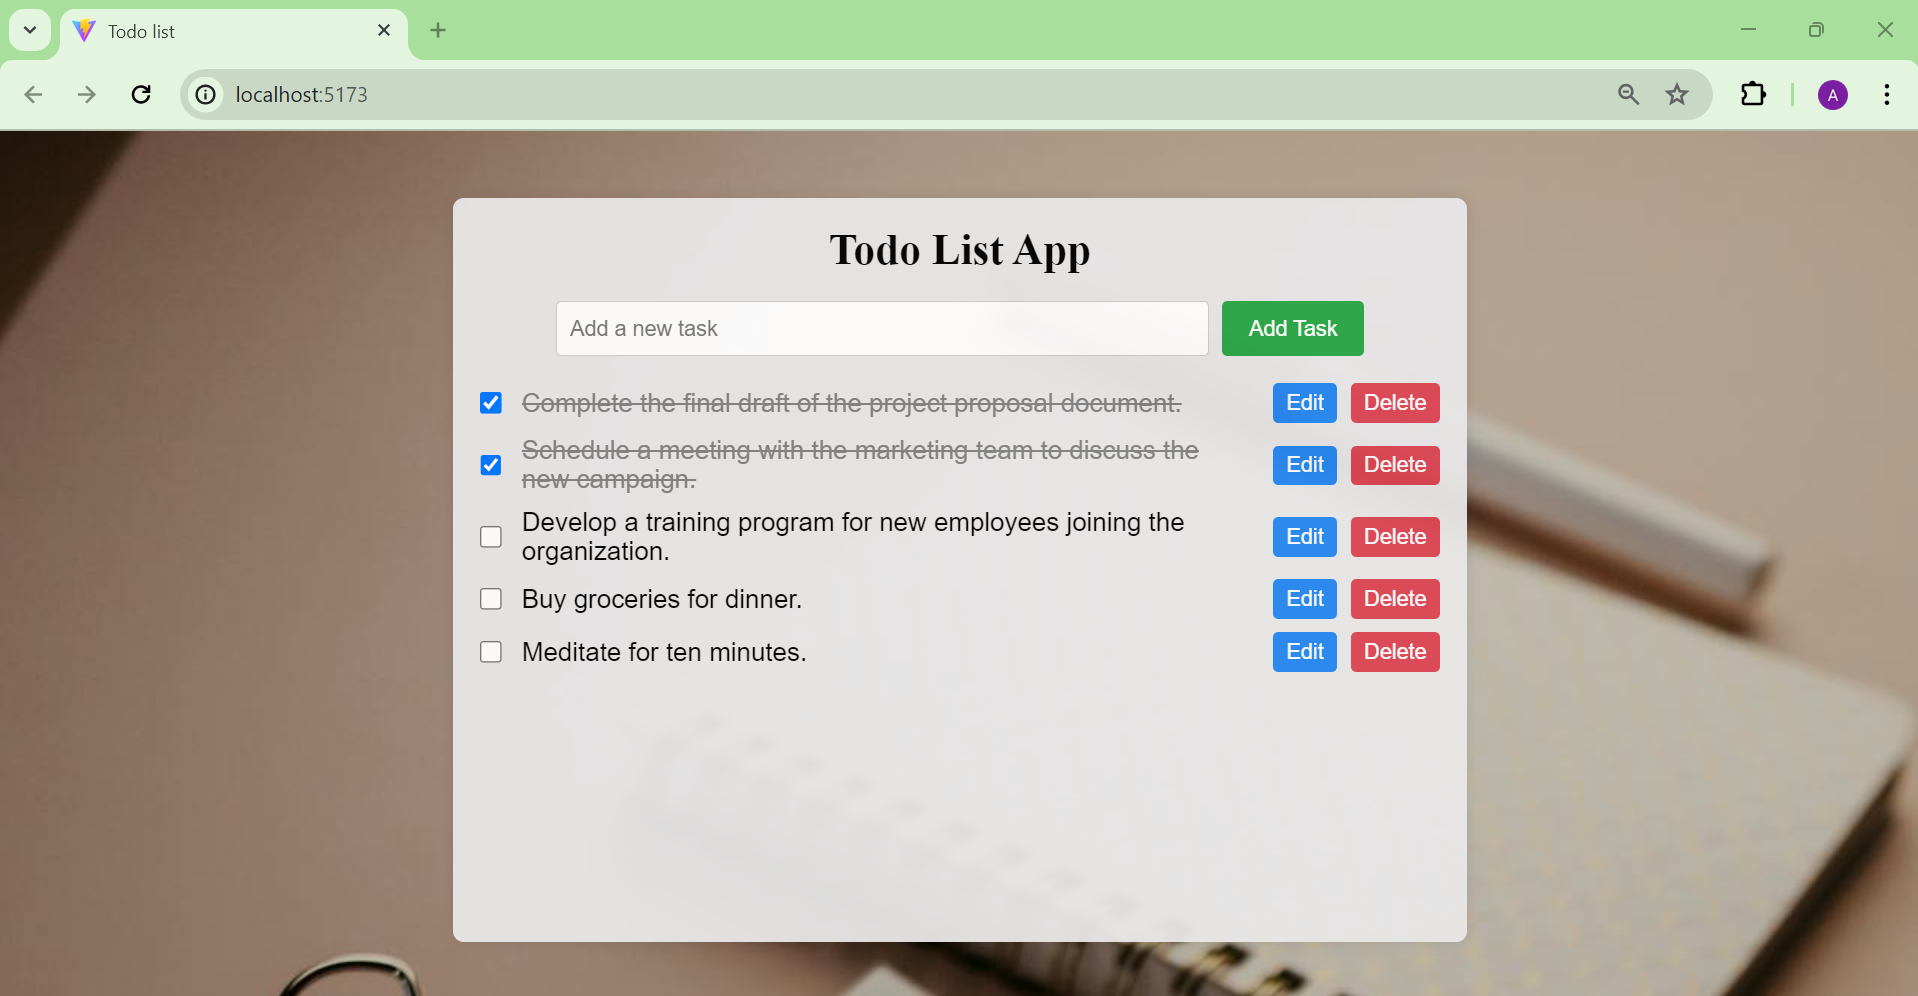 Todo list
localhost:5173
A
Todo List App
Add a new task Add Task
Complete the final draft of the project proposal document. Edit Delete
Schedule a meeting with the marketing team to discuss the
new campaign. Edit Delete
Develop a training program for new employees joining the
organization. Edit Delete
Buy groceries for dinner. Edit Delete
Meditate for ten minutes. Edit Delete